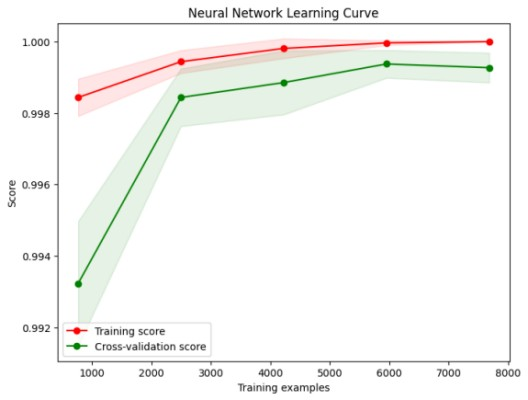 Neural Network Learning Curve
1.000
0.998
0.996
0.994
0.992
Score
Training score
Cross-validation score
1000 2000 3000 4000 5000 6000 7000 8000
Training examples